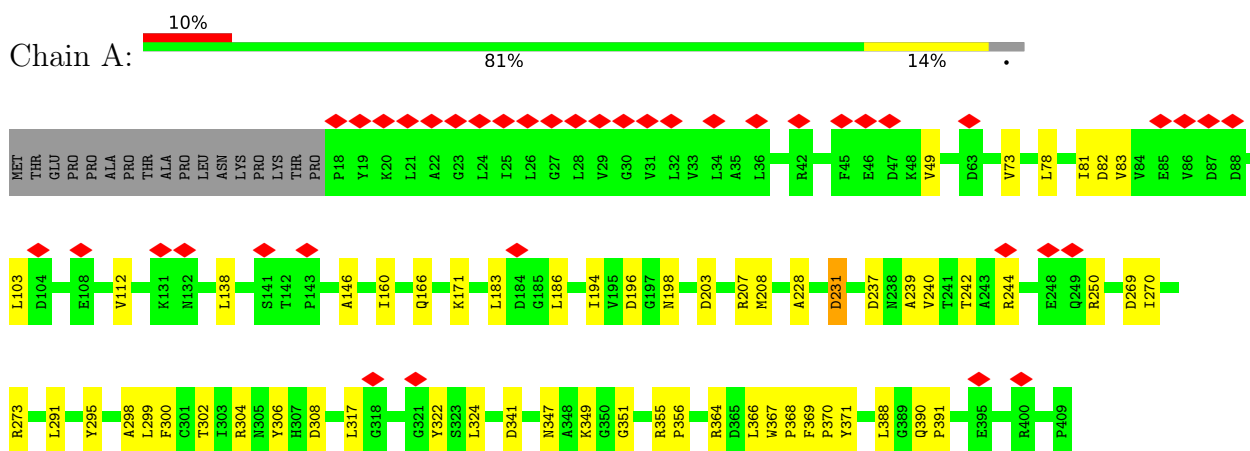 10%
Chain A:
81% 14% •
MET THR GLU PRO PRO ALA PRO THR ALA PRO LEU ASN LYS PRO LYS THR PRO P18 Y19 K20 L21 A22 G23 L24 I25 L26 G27 L28 V29 G30 V31 L32 V33 L34 A35 L36 R42 F45 E46 D47 K48 V49 D63 V73 L78 I81 D82 V83 V84 E85 V86 D87 D88
L103 D104 E108 V112 K131 N132 L138 S141 T142 P143 A146 I160 Q166 K171 L183 D184 G185 L186 I194 V195 D196 G197 N198 D203 R207 M208 A228 D231 D237 N238 A239 V240 T241 T242 A243 R244 E248 Q249 R250 D269 I270
R273 L291 Y295 A298 L299 F300 C301 T302 I303 R304 N305 Y306 H307 D308 L317 G318 G321 Y322 S323 L324 D341 N347 A348 K349 G350 G351 R355 P356 R364 D365 L366 W367 P368 F369 P370 Y371 L388 G389 Q390 P391 E395 R400 P409